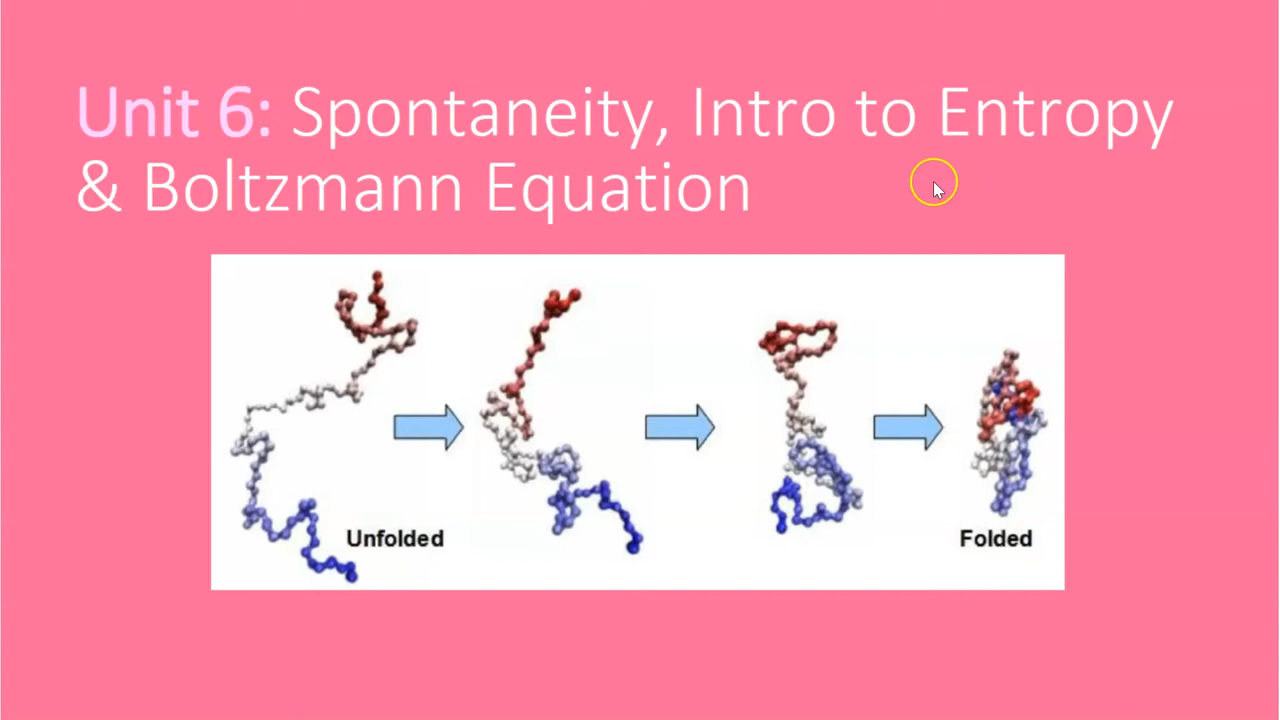 Unit 6: Spontaneity, Intro to Entropy
& Boltzmann Equation
Unfolded
Folded